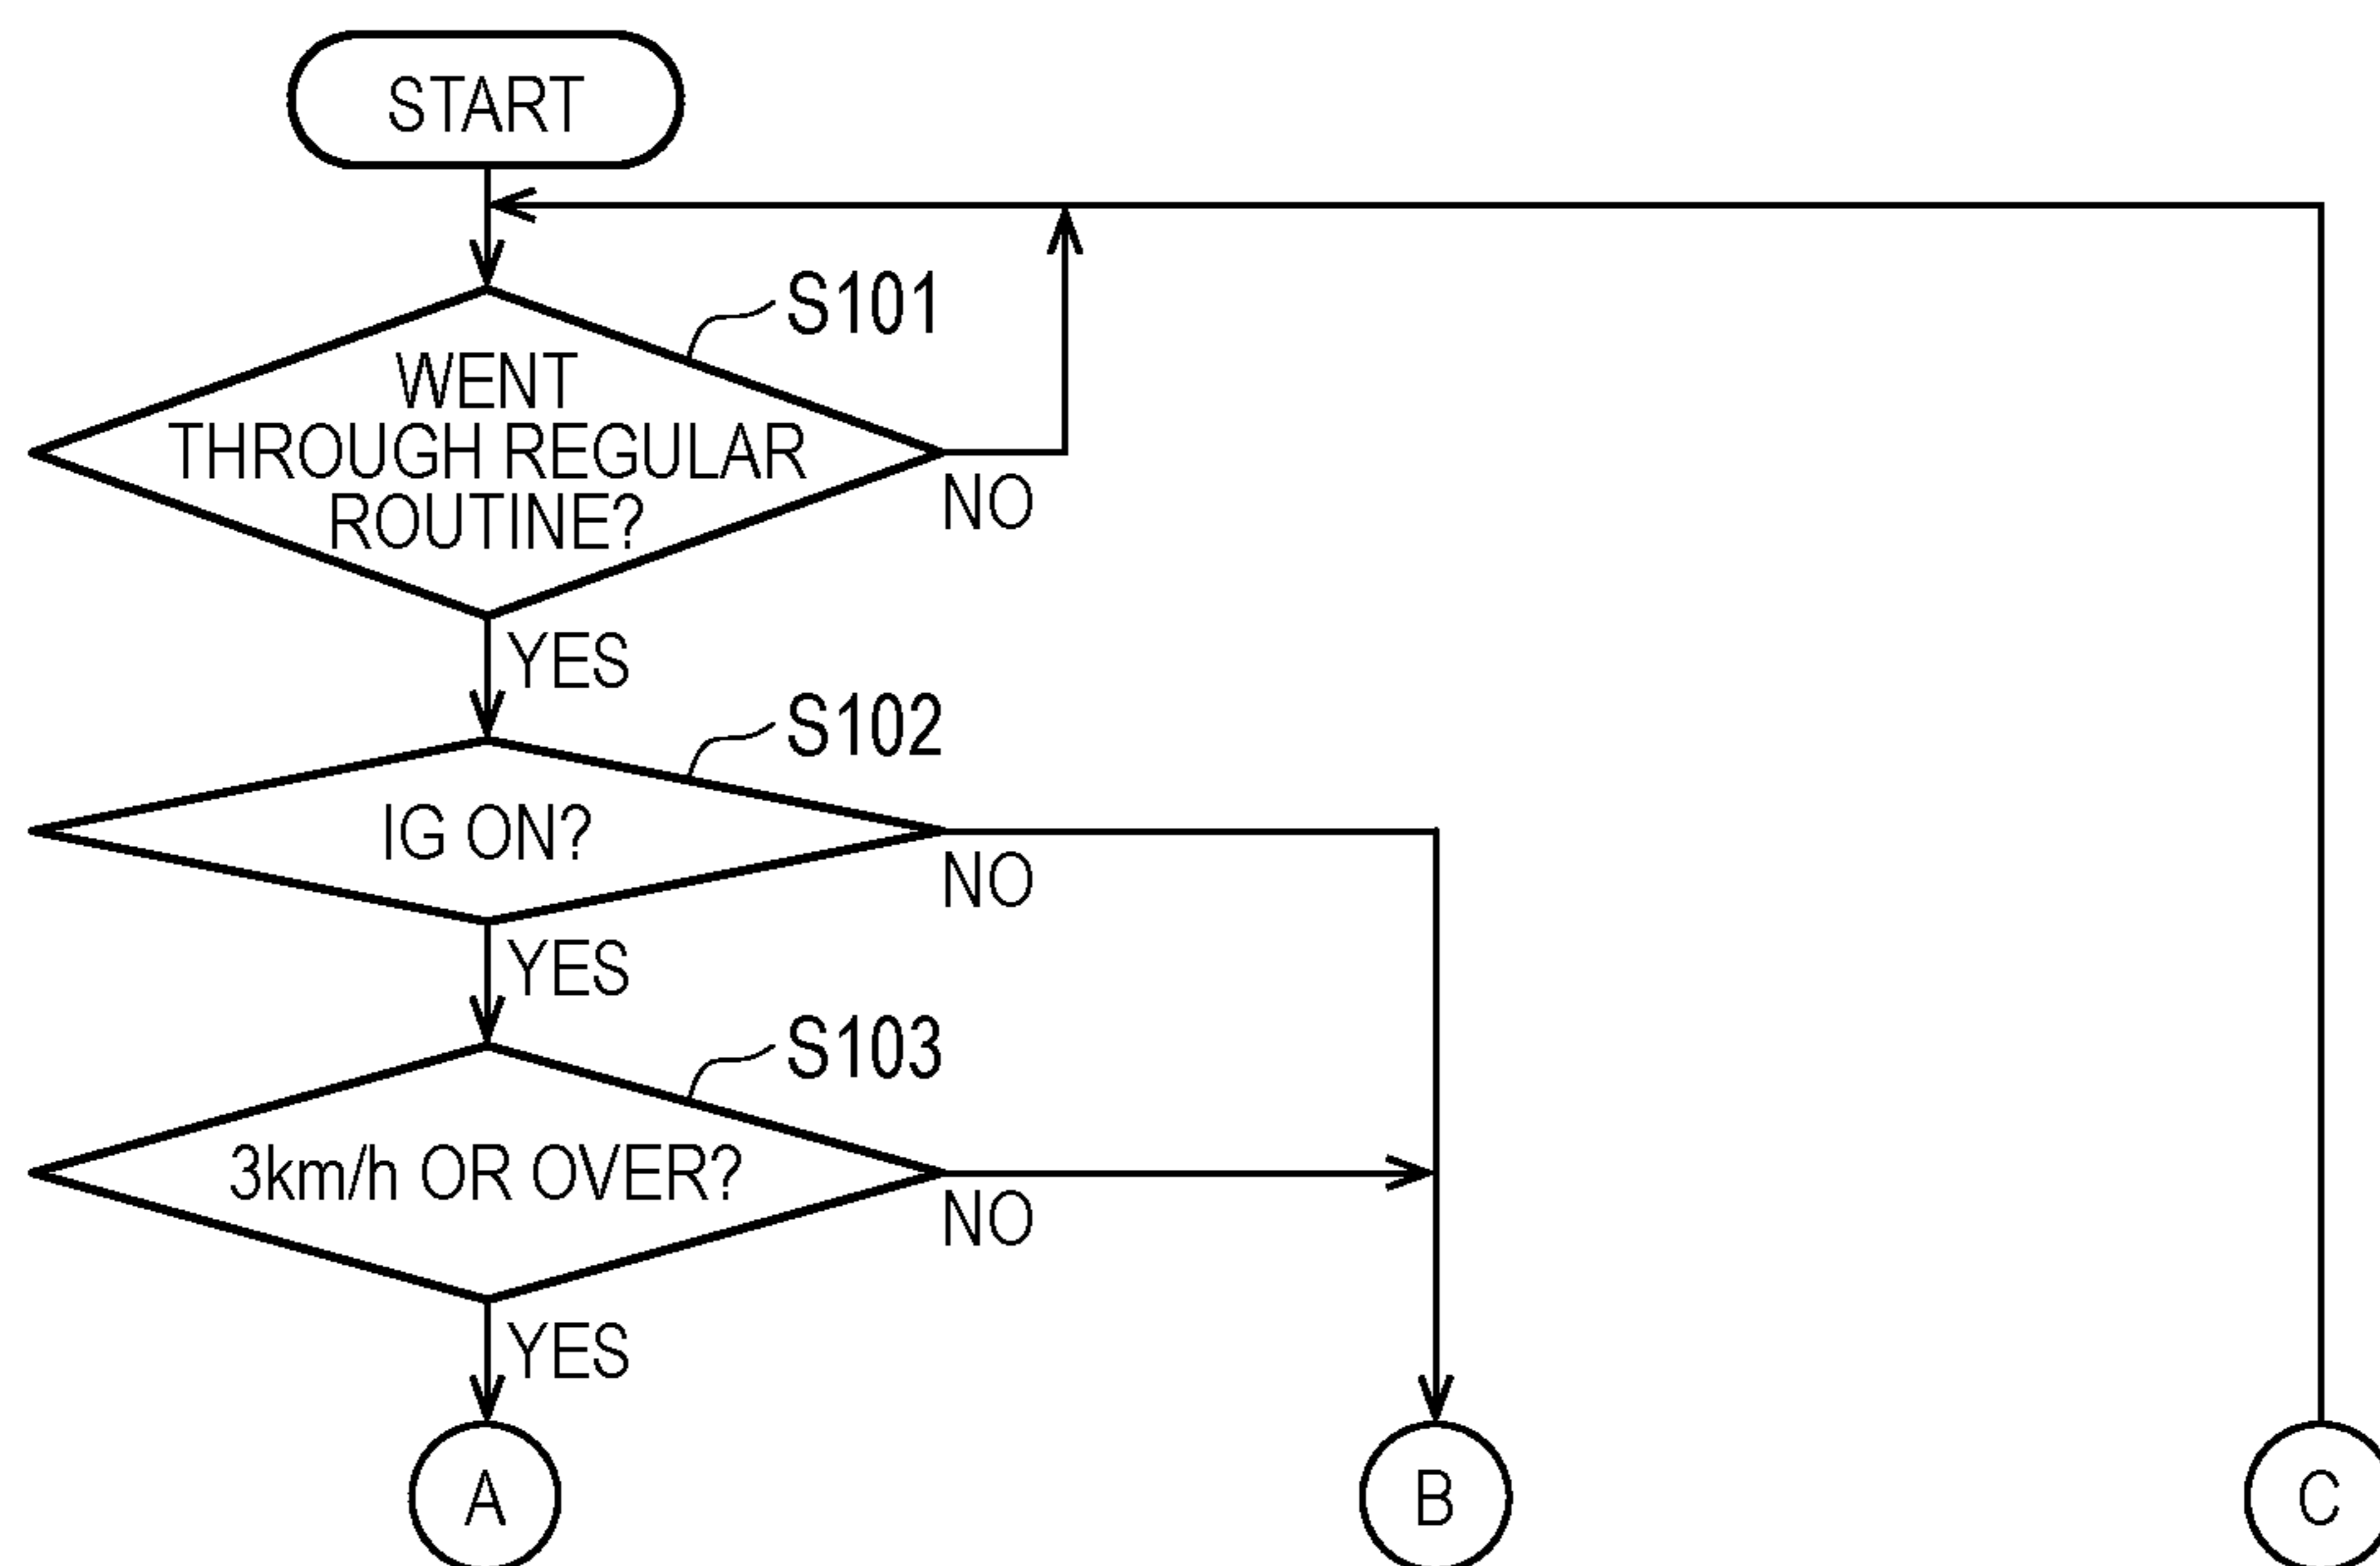 START
S101
WENT
THROUGH REGULAR
ROUTINE?
NO
YES
S102
IG ON?
NO
YES
S103
3km/h OR OVER?
NO
YES
A
B
C